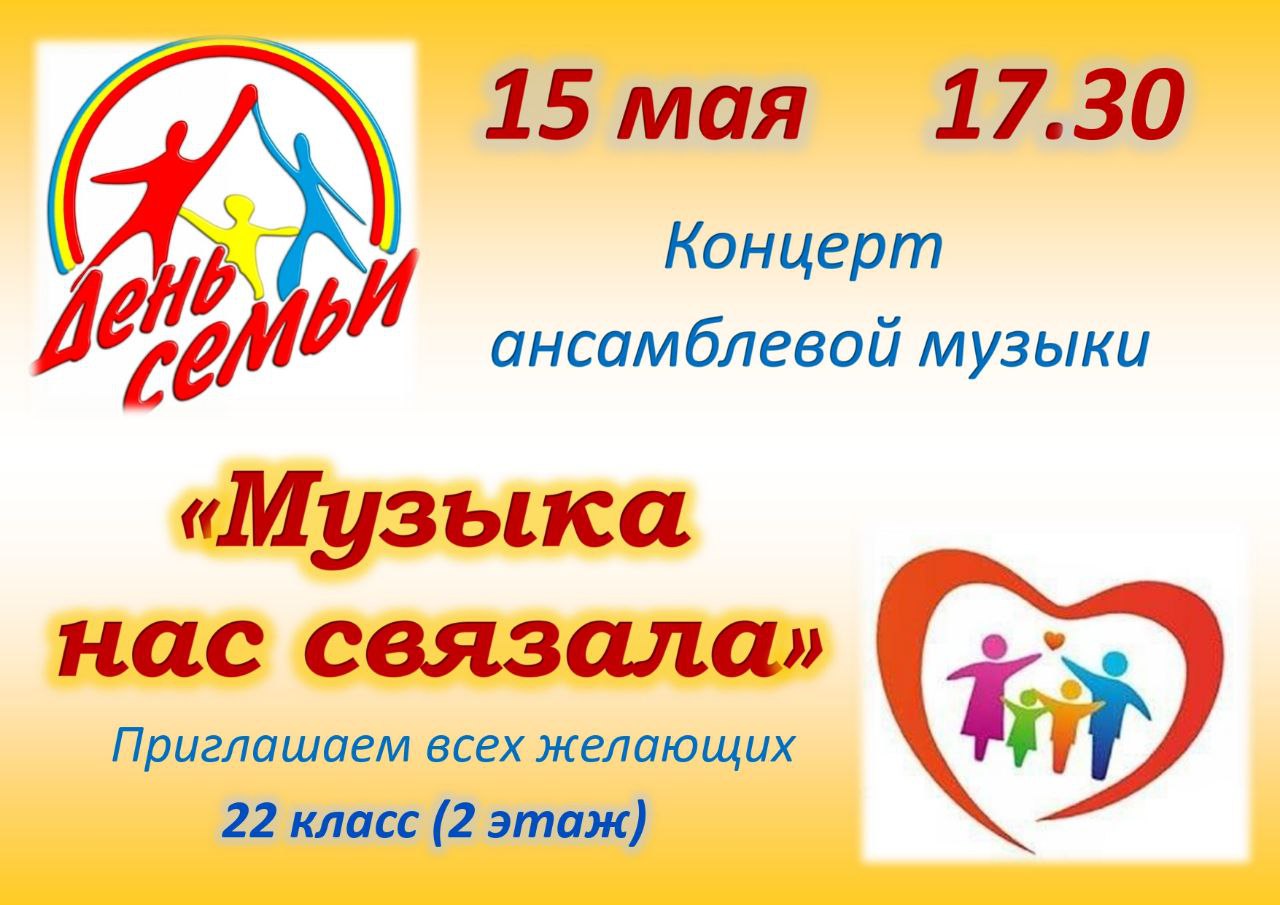 День
семьи
15 мая 17.30
Концерт
ансамблевой музыки
«Музыка
нас связала»
Приглашаем всех желающих
22 класс (2 этаж)